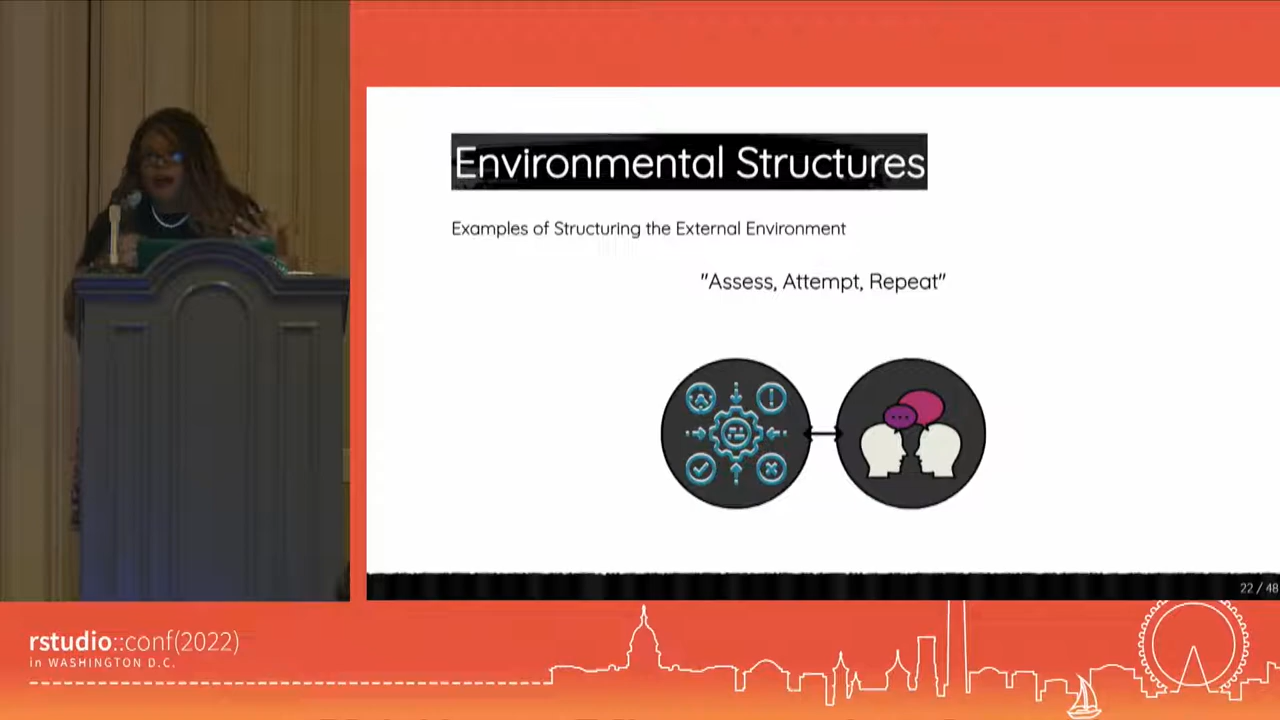 Environmental Structures
Examples of Structuring the External Environment
"Assess, Attempt, Repeat"
22 / 48
rstudio::conf(2022)
in WASHINGTON D.C.